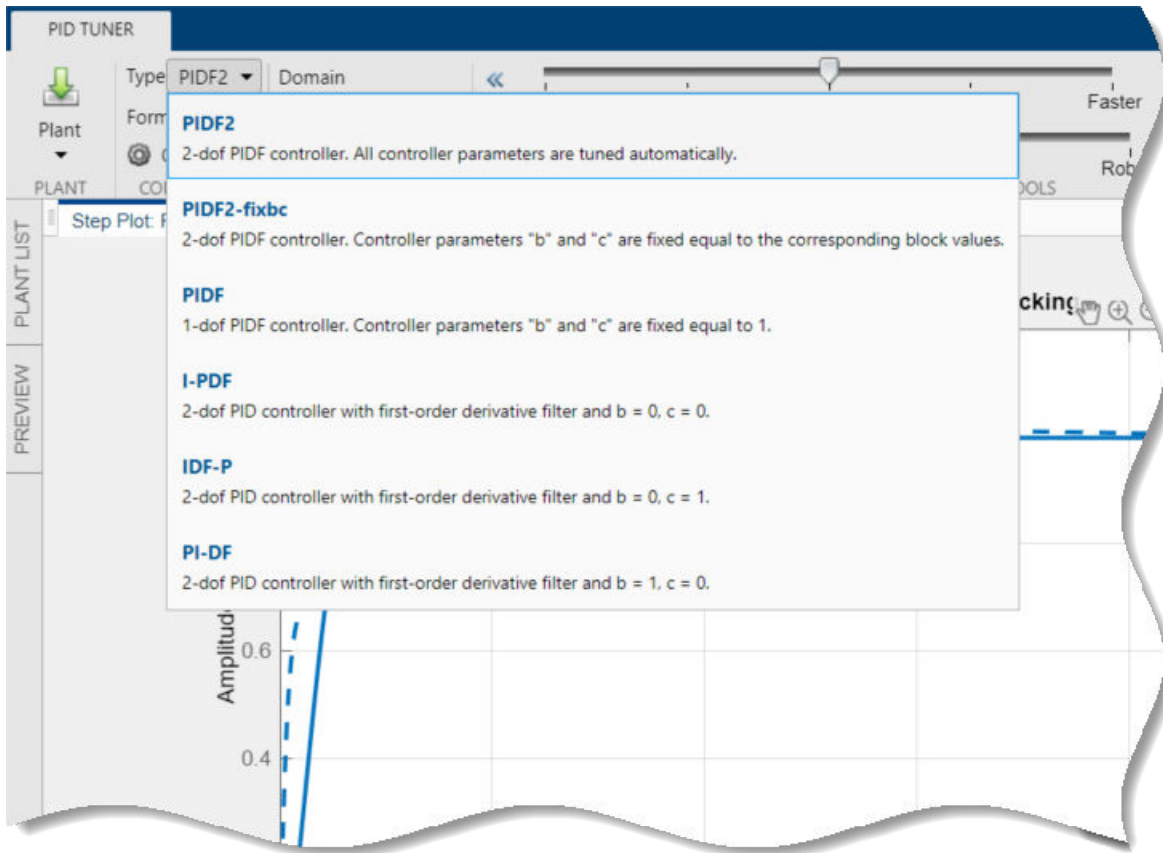 PID TUNER
Type PIDF2 Domain
Faster
Plant
PLANT
PIDF2
2-dof PIDF controller. All controller parameters are tuned automatically.
PIDF2-fixbc
2-dof PIDF controller. Controller parameters "b" and "c" are fixed equal to the corresponding block values.
PIDF
1-dof PIDF controller. Controller parameters "b" and "c" are fixed equal to 1.
I-PDF
2-dof PID controller with first-order derivative filter and b = 0, c = 0.
IDF-P
2-dof PID controller with first-order derivative filter and b = 0, c = 1.
PI-DF
2-dof PID controller with first-order derivative filter and b = 1, c = 0.
Step Plot:
PLANT LIST
PREVIEW
0.6
0.4